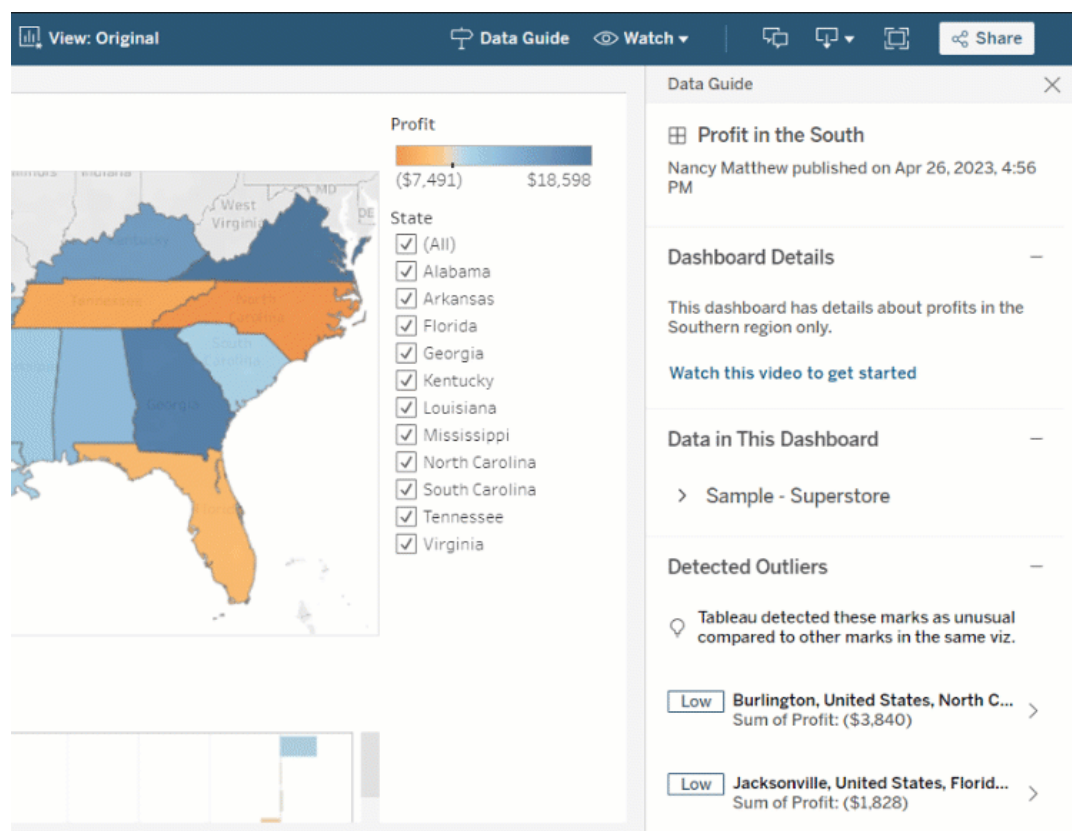 View: Original
Data Guide
Watch
Share
Data Guide
Profit in the South
Nancy Matthew published on Apr 26, 2023, 4:56
PM
Dashboard Details
This dashboard has details about profits in the
Southern region only.
Watch this video to get started
Data in This Dashboard
Sample - Superstore
Detected Outliers
Tableau detected these marks as unusual
compared to other marks in the same viz.
Low
Burlington, United States, North C...
Sum of Profit: ($3,840)
Low
Jacksonville, United States, Florid...
Sum of Profit: ($1,828)
Profit
($7,491)
$18,598
State
(All)
Alabama
Arkansas
Florida
Georgia
Kentucky
Louisiana
Mississippi
North Carolina
South Carolina
Tennessee
Virginia
Indiana
West
Virginia
MD
DE
Kentucky
Tennessee
North
Carolina
South
Carolina
Georgia
Florida